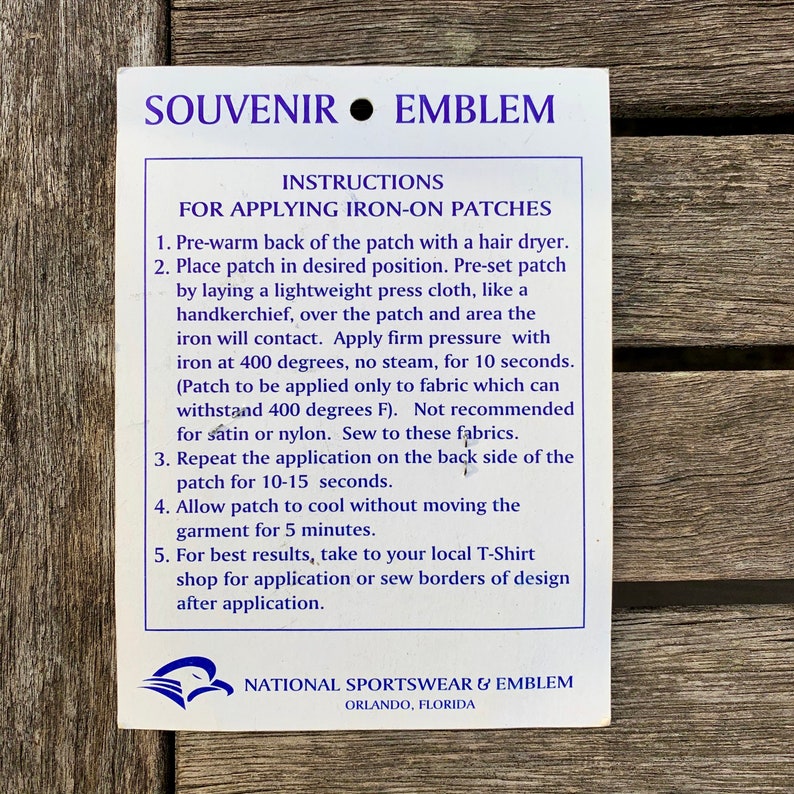 SOUVENIR EMBLEM
INSTRUCTIONS
FOR APPLYING IRON-ON PATCHES
1. Pre-warm back of the patch with a hair dryer.
2. Place patch in desired position. Pre-set patch
by laying a lightweight press cloth, like a
handkerchief, over the patch and area the
iron will contact. Apply firm pressure with
iron at 400 degrees, no steam, for 10 seconds.
(Patch to be applied only to fabric which can
withstand 400 degrees F). Not recommended
for satin or nylon. Sew to these fabrics.
3. Repeat the application on the back side of the
patch for 10-15 seconds.
4. Allow patch to cool without moving the
garment for 5 minutes.
5. For best results, take to your local T-Shirt
shop for application or sew borders of design
after application.
NATIONAL SPORTSWEAR & EMBLEM
ORLANDO, FLORIDA